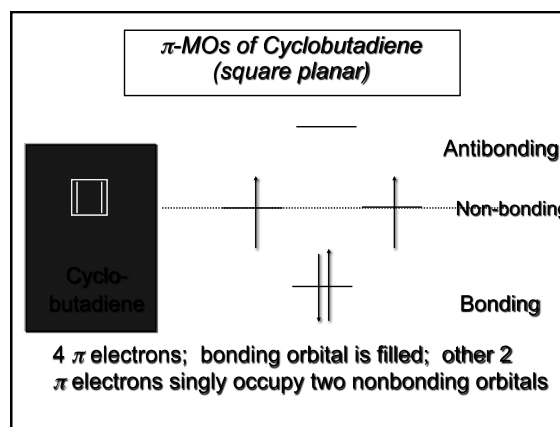 π-MOs of Cyclobutadiene
(square planar)
Antibonding
Non-bonding
Cyclo-
butadiene
Bonding
4 π electrons; bonding orbital is filled; other 2
π electrons singly occupy two nonbonding orbitals